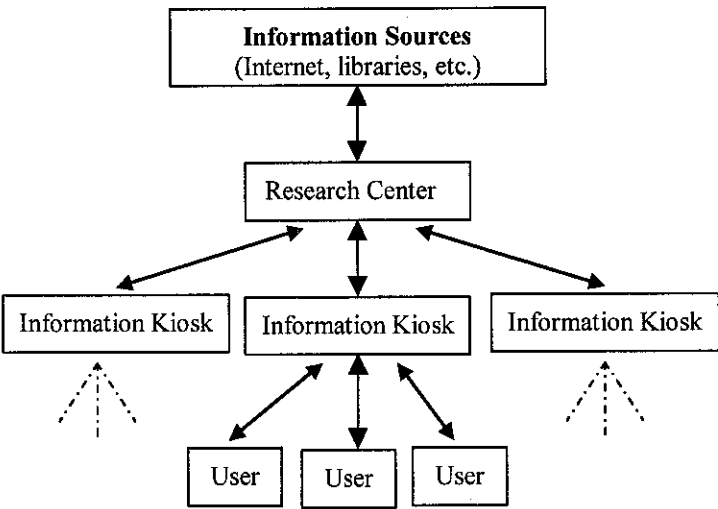 Information Sources
(Internet, libraries, etc.)
Research Center
Information Kiosk
Information Kiosk
Information Kiosk
User
User
User